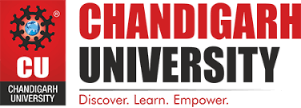 ®
CU
CHANDIGARH
UNIVERSITY
CHANDIGARH
UNIVERSITY
Discover. Learn. Empower.